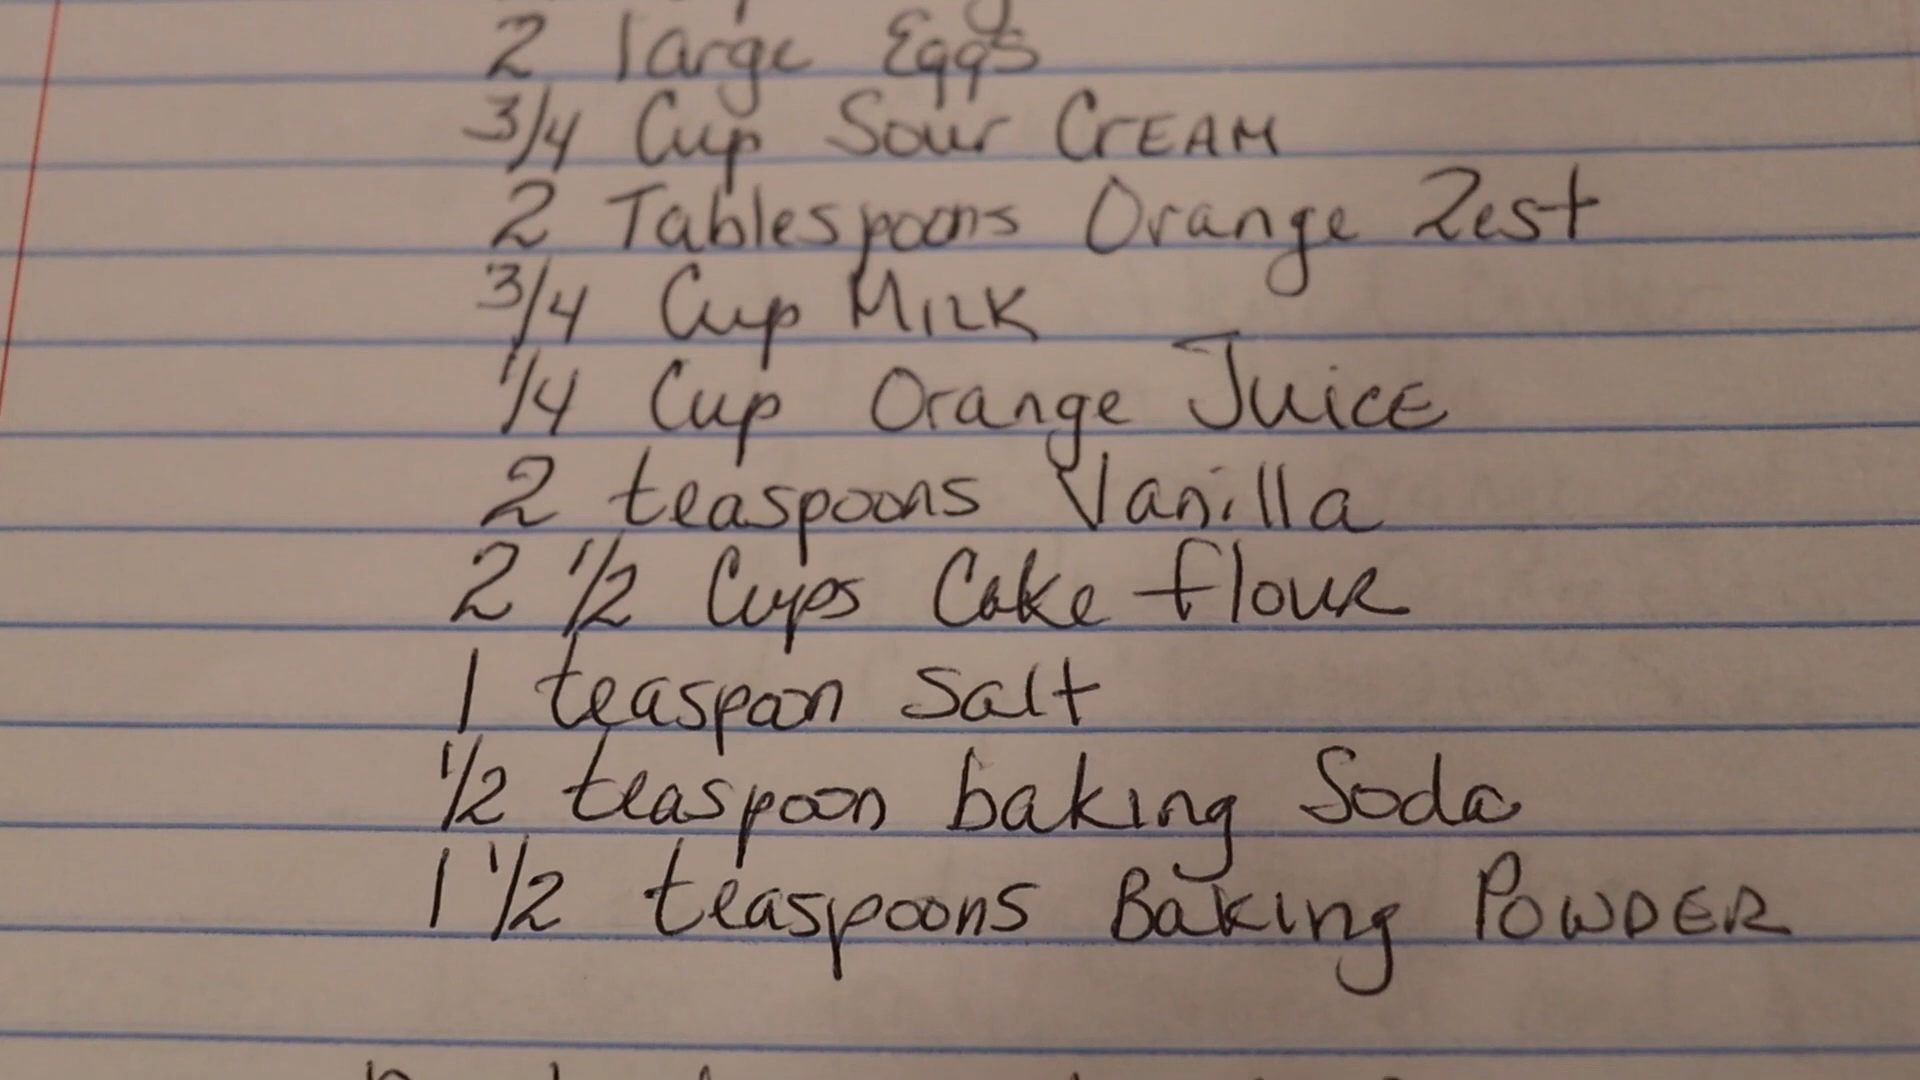 2 large Eggs
3/4 Cup Sour CREAM
2 Tablespoons Orange Zest
3/4 Cup MILK
1/4 Cup Orange Juice
2 teaspoons Vanilla
2 1/2 Cups Cake flour
1 teaspoon Salt
1/2 teaspoon baking Soda
1 1/2 teaspoons Baking POWDER